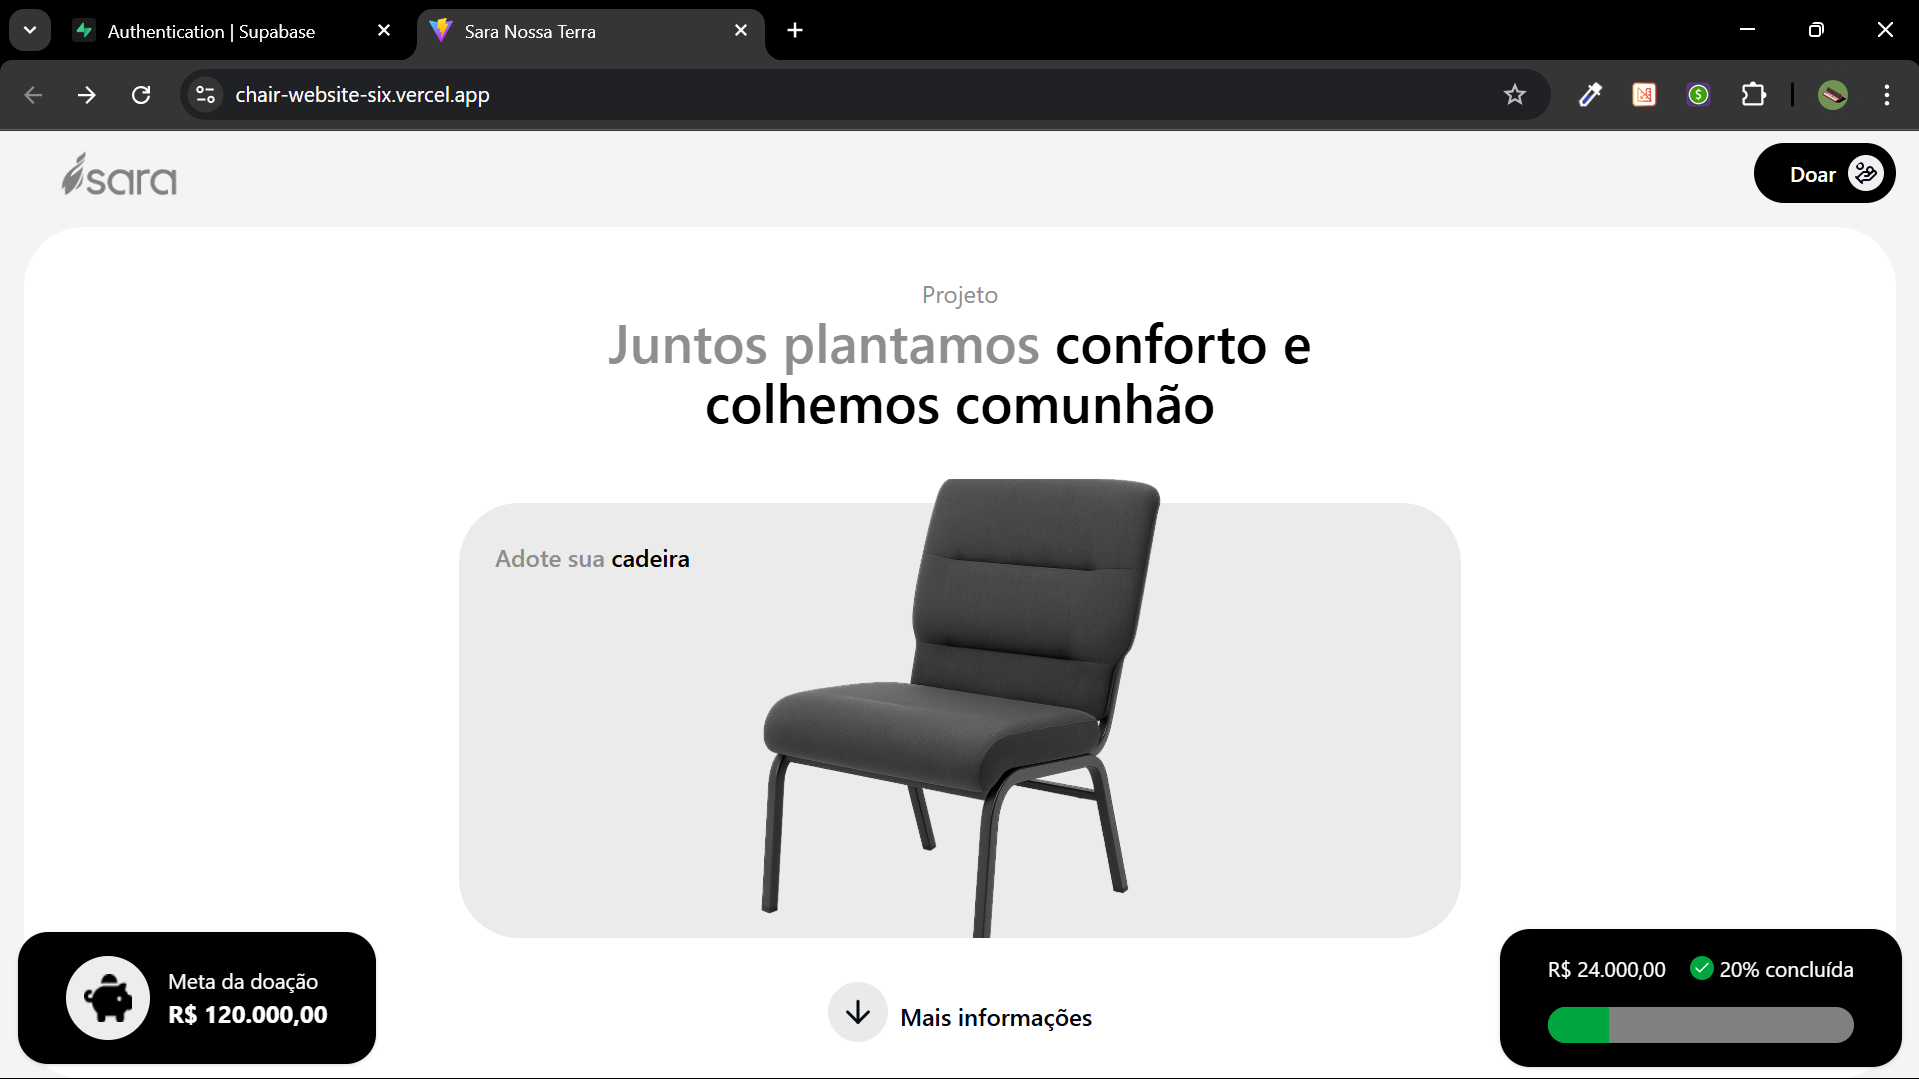 Authentication | Supabase
Sara Nossa Terra
chair-website-six.vercel.app
sara
Doar
Projeto
Juntos plantamos conforto e
colhemos comunhão
Adote sua cadeira
Meta da doação
R$ 120.000,00
Mais informações
R$ 24.000,00 20% concluída